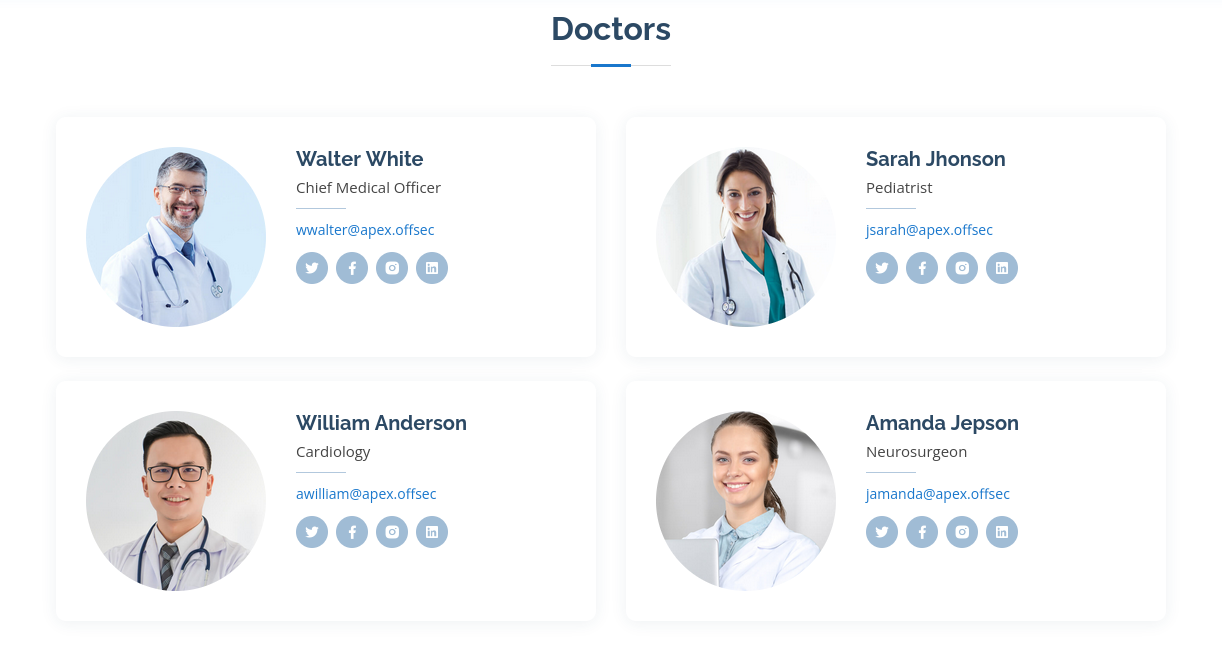 Doctors
Walter White
Chief Medical Officer
wwalter@apex.offsec
Sarah Jhonson
Pediatrist
jsarah@apex.offsec
William Anderson
Cardiology
awilliam@apex.offsec
Amanda Jepson
Neurosurgeon
jamanda@apex.offsec